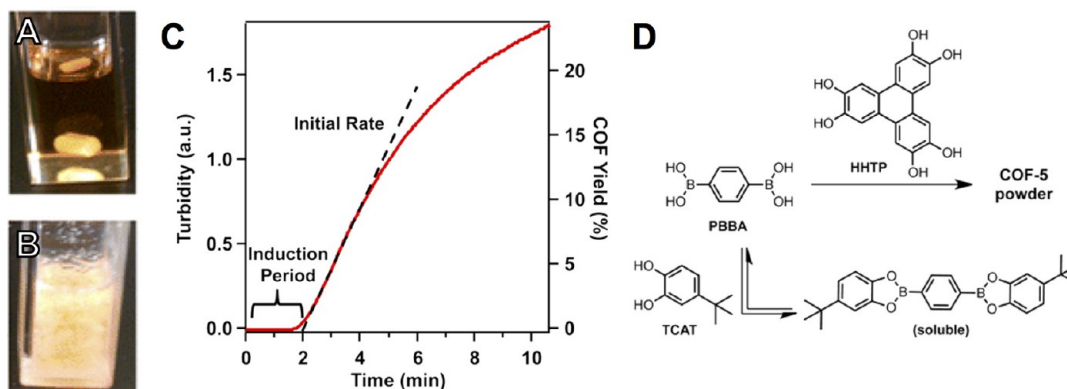 A
B
C
Turbidity (a.u.)
1.5
1.0
0.5
0.0
Initial Rate
Induction
Period
0 2 4 6 8 10
Time (min)
20
15
10
5
0
COF Yield (%)
D
OH
HO
OH
HO
OH
OH
HHTP
HO
OH
B
B
HO
OH
PBBA
COF-5
powder
HO
HO
TCAT
O
O
B
B
O
O
(soluble)